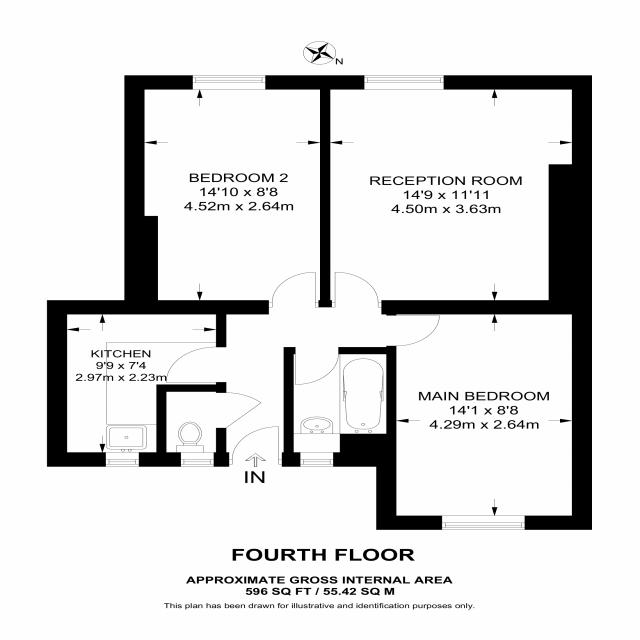 N
BEDROOM 2
14'10 x 8'8
4.52m x 2.64m
RECEPTION ROOM
14'9 x 11'11
4.50m x 3.63m
KITCHEN
9'9 x 7'4
2.97m x 2.23m
MAIN BEDROOM
14'1 x 8'8
4.29m x 2.64m
IN
FOURTH FLOOR
APPROXIMATE GROSS INTERNAL AREA
596 SQ FT / 55.42 SQ M
This plan has been drawn for illustrative and identification purposes only.